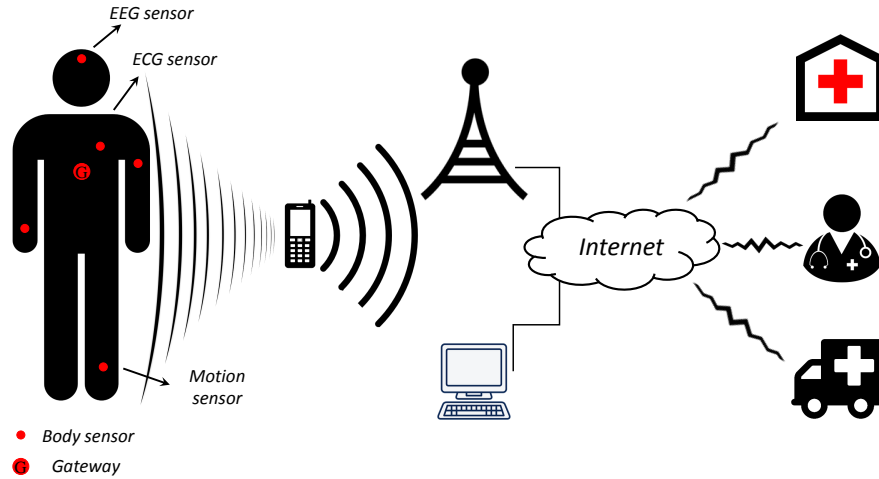 EEG sensor
ECG sensor
G
Internet
Motion
sensor
Body sensor
G
Gateway